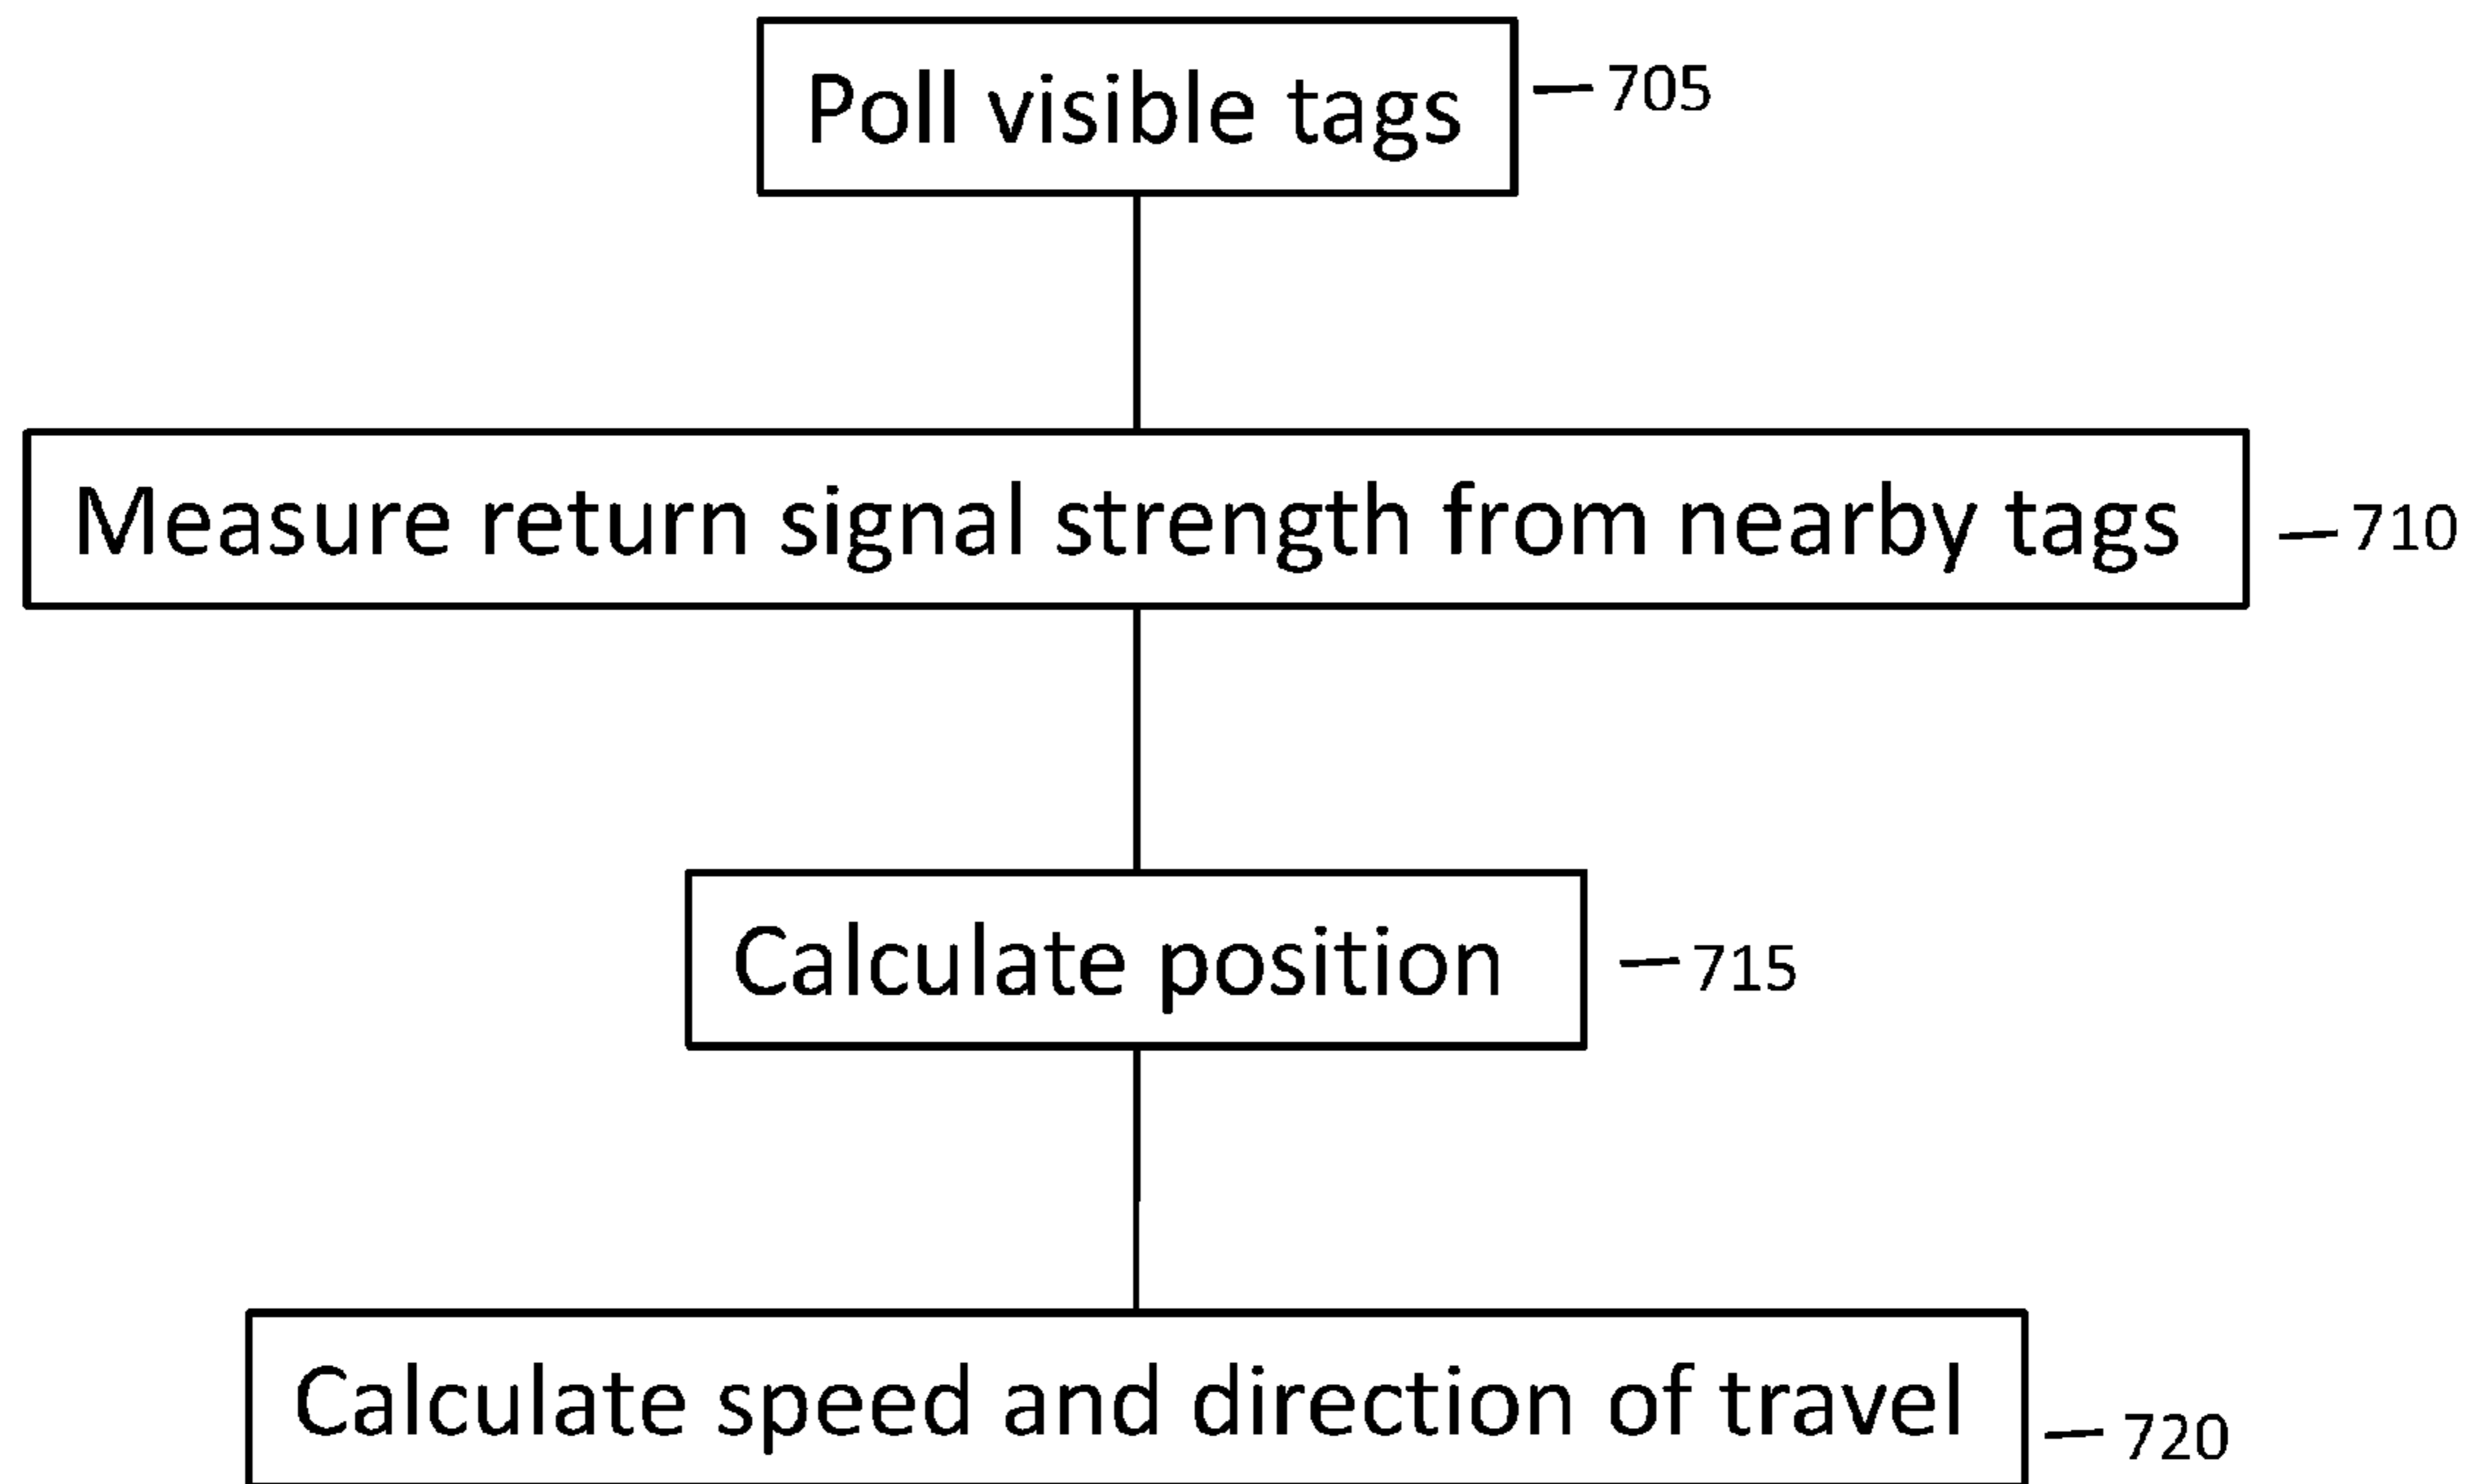 Poll visible tags 705
Measure return signal strength from nearby tags 710
Calculate position 715
Calculate speed and direction of travel 720